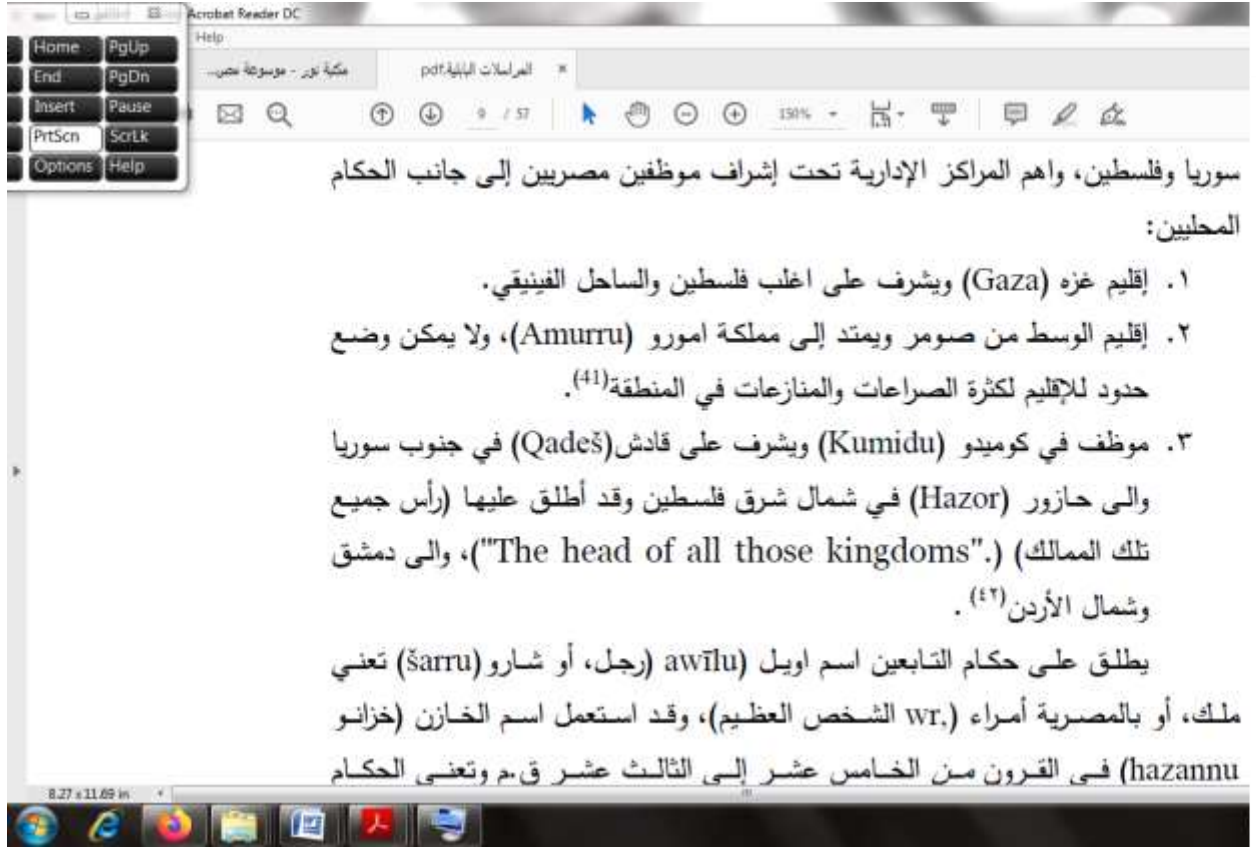 Acrobat Reader DC
Help
Home PgUp
End PgDn
Insert Pause
PrtScn ScrLk
Options Help
مكتبة نور - موسوعة
المراسلات البابلية.pdf
9 / 57
150%
سوريا وفلسطين، واهم المراكز الإدارية تحت إشراف موظفين مصريين إلى جانب الحكام
المحليين:
١. إقليم غزه (Gaza) ويشرف على اغلب فلسطين والساحل الفينيقي.
٢. إقليم الوسط من صومر ويمتد إلى مملكة امورو (Amurru)، ولا يمكن وضع
حدود للإقليم لكثرة الصراعات والمنازعات في المنطقة(41).
٣. موظف في كوميدو (Kumidu) ويشرف على قادش(Qadeš) في جنوب سوريا
والى حازور (Hazor) في شمال شرق فلسطين وقد أطلق عليها (رأس جميع
تلك الممالك) ("The head of all those kingdoms".)، والى دمشق
وشمال الأردن(٤٢) .
يطلق على حكام التابعين اسم اويل (awīlu (رجل، أو شارو (šarru) تعني
ملك، أو بالمصرية أمراء (wr. الشخص العظيم)، وقد استعمل اسم الخازن (خزانو
hazannu) في القرون من الخامس عشر إلى الثالث عشر ق.م وتعني الحكام
8.27 x 11.69 in